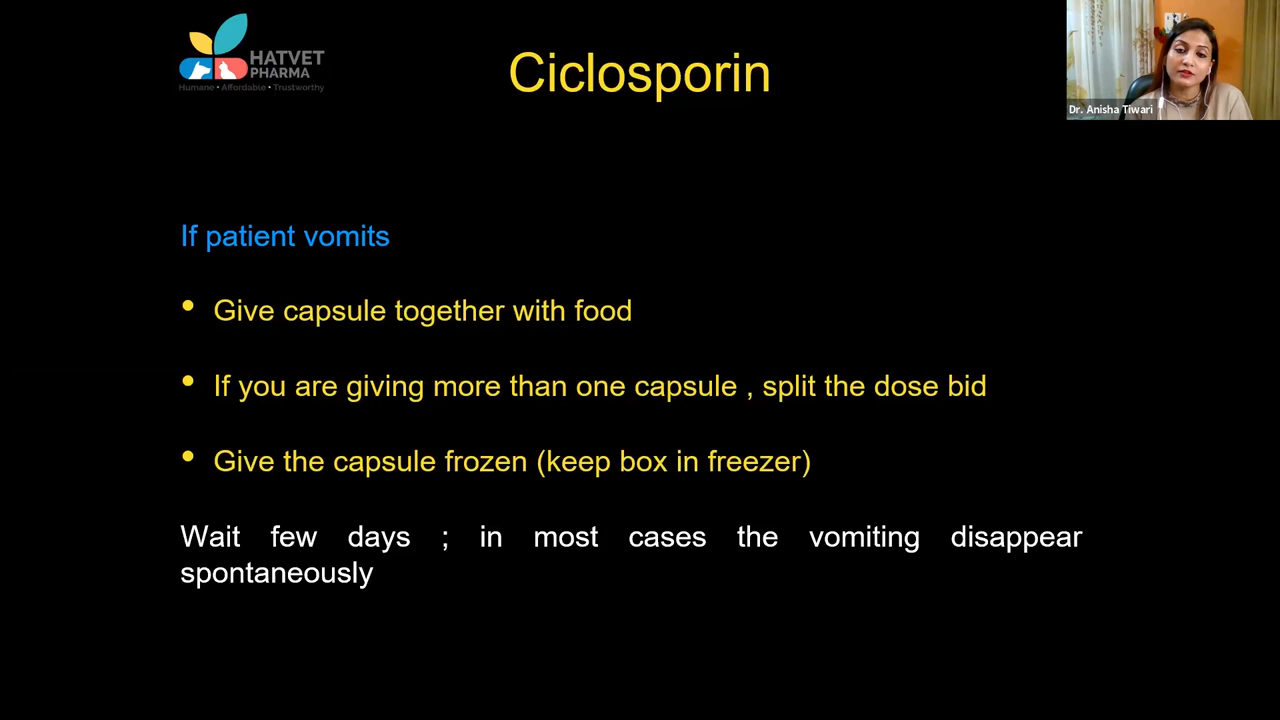 HATVET
PHARMA
Humane • Affordable • Trustworthy
Ciclosporin
Dr. Anisha Tiwari
If patient vomits
• Give capsule together with food
• If you are giving more than one capsule , split the dose bid
• Give the capsule frozen (keep box in freezer)
Wait few days ; in most cases the vomiting disappear
spontaneously